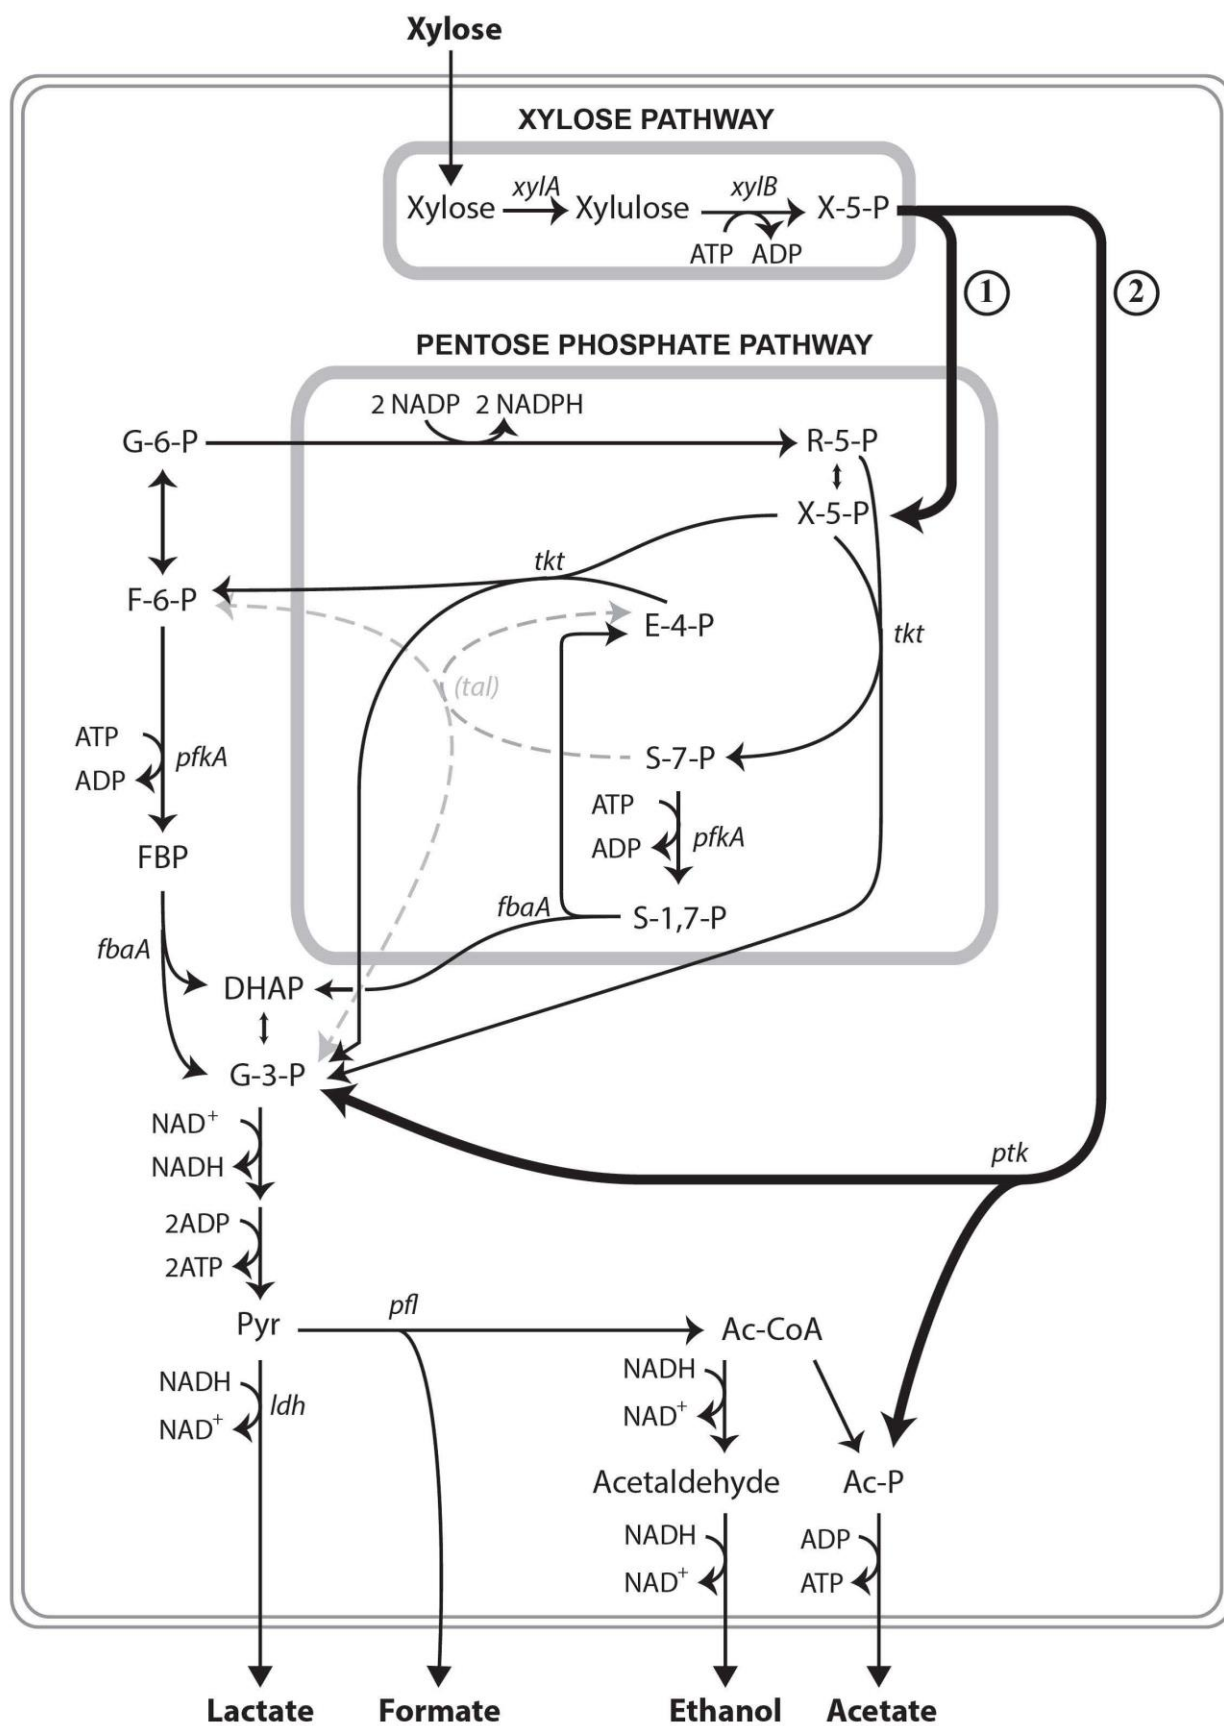 Xylose
XYLOSE PATHWAY
xylA
xylB
Xylose
Xylulose
X-5-P
ATP ADP
1
2
PENTOSE PHOSPHATE PATHWAY
2 NADP 2 NADPH
G-6-P
R-5-P
X-5-P
tkt
F-6-P
E-4-P
tkt
(tal)
ATP
pfkA
ADP
S-7-P
ATP
ADP
pfkA
FBP
fbaA
S-1,7-P
fbaA
DHAP
G-3-P
NAD+
NADH
ptk
2ADP
2ATP
Pyr
pfl
Ac-CoA
NADH
ldh
NAD+
NADH
NAD+
Acetaldehyde
Ac-P
NADH
NAD+
ADP
ATP
Lactate
Formate
Ethanol
Acetate